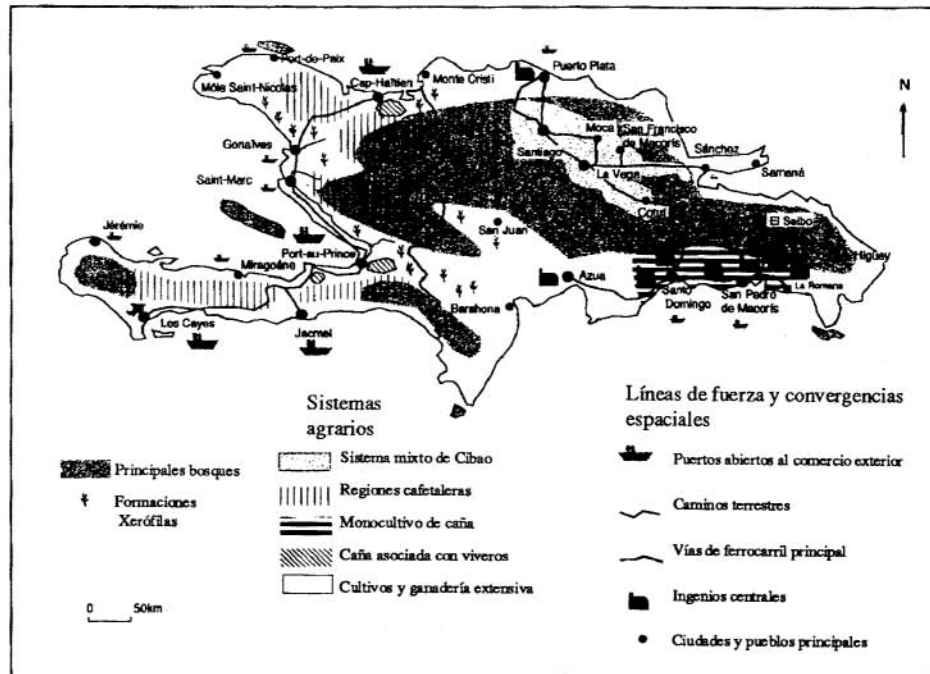 Port-de-Paix
Puerto Plata
Cap-Haïtien
Monte Cristi
Môle Saint-Nicolas
N
Moca
San Francisco
de Macorís
Gonaïves
Sánchez
Santiago
La Vega
Samaná
Saint-Marc
Cotuí
El Seibo
San Juan
Jérémie
Port-au-Prince
Higüey
Miragoâne
Azua
La Romana
Santo
Domingo
San Pedro
de Macorís
Barahona
Los Cayes
Jacmel
Sistemas
agrarios
Líneas de fuerza y convergencias
espaciales
Principales bosques
Formaciones
Xerófilas
Sistema mixto de Cibao
Regiones cafetaleras
Monocultivo de caña
Caña asociada con viveros
Cultivos y ganadería extensiva
Puertos abiertos al comercio exterior
Caminos terrestres
Vías de ferrocarril principal
Ingenios centrales
Ciudades y pueblos principales
0 50km